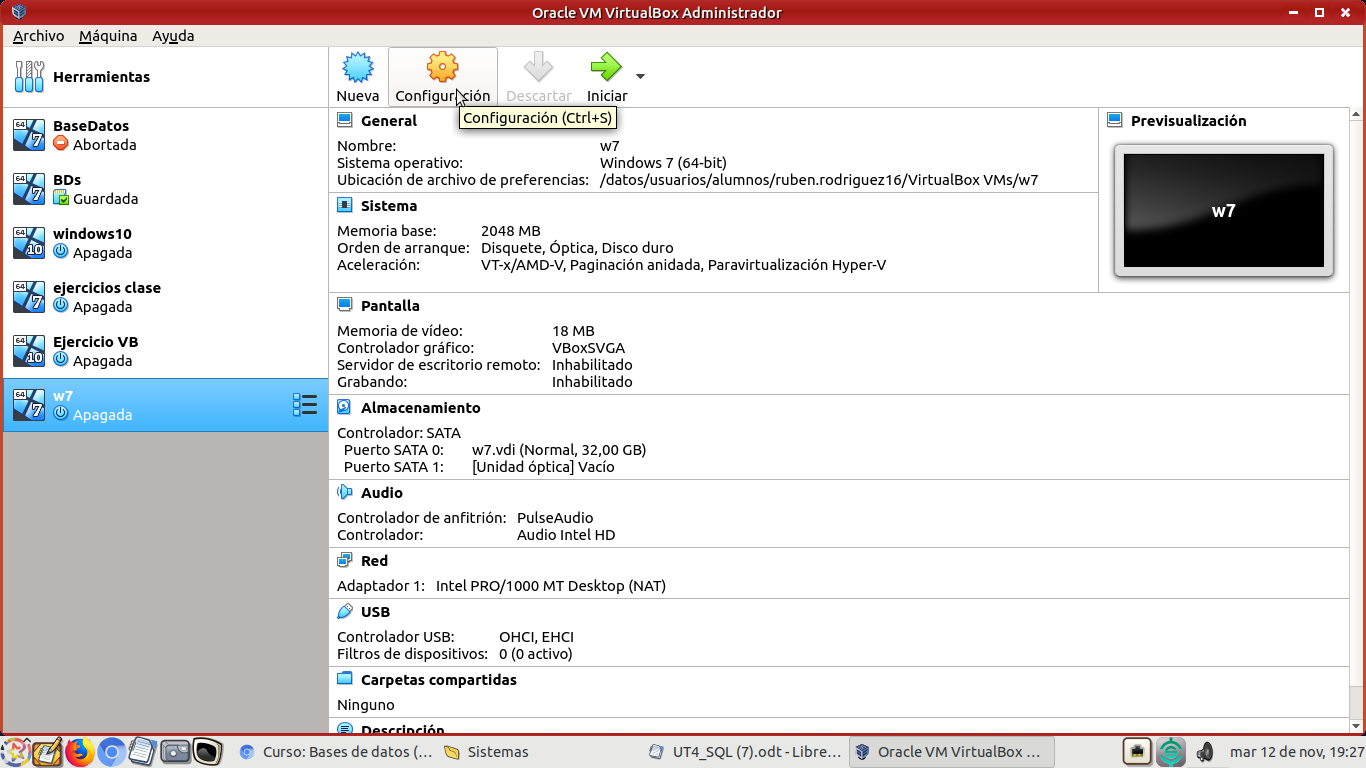 Oracle VM VirtualBox Administrador
Archivo Máquina Ayuda
Herramientas
Nueva
Configuración
Descartar
Iniciar
Configuración (Ctrl+S)
64 7 BaseDatos
Abortada
64 7 BDs
Guardada
64 10 windows10
Apagada
64 7 ejercicios clase
Apagada
64 10 Ejercicio VB
Apagada
64 7 w7
Apagada
General
Nombre: w7
Sistema operativo: Windows 7 (64-bit)
Ubicación de archivo de preferencias: /datos/usuarios/alumnos/ruben.rodriguez16/VirtualBox VMs/w7
Previsualización
w7
Sistema
Memoria base: 2048 MB
Orden de arranque: Disquete, Óptica, Disco duro
Aceleración: VT-x/AMD-V, Paginación anidada, Paravirtualización Hyper-V
Pantalla
Memoria de vídeo: 18 MB
Controlador gráfico: VBoxSVGA
Servidor de escritorio remoto: Inhabilitado
Grabando: Inhabilitado
Almacenamiento
Controlador: SATA
Puerto SATA 0: w7.vdi (Normal, 32,00 GB)
Puerto SATA 1: [Unidad óptica] Vacío
Audio
Controlador de anfitrión: PulseAudio
Controlador: Audio Intel HD
Red
Adaptador 1: Intel PRO/1000 MT Desktop (NAT)
USB
Controlador USB: OHCI, EHCI
Filtros de dispositivos: 0 (0 activo)
Carpetas compartidas
Ninguno
Descripción
Curso: Bases de datos (... Sistemas UT4_SQL (7).odt - Libre... Oracle VM VirtualBox ... mar 12 de nov, 19:27